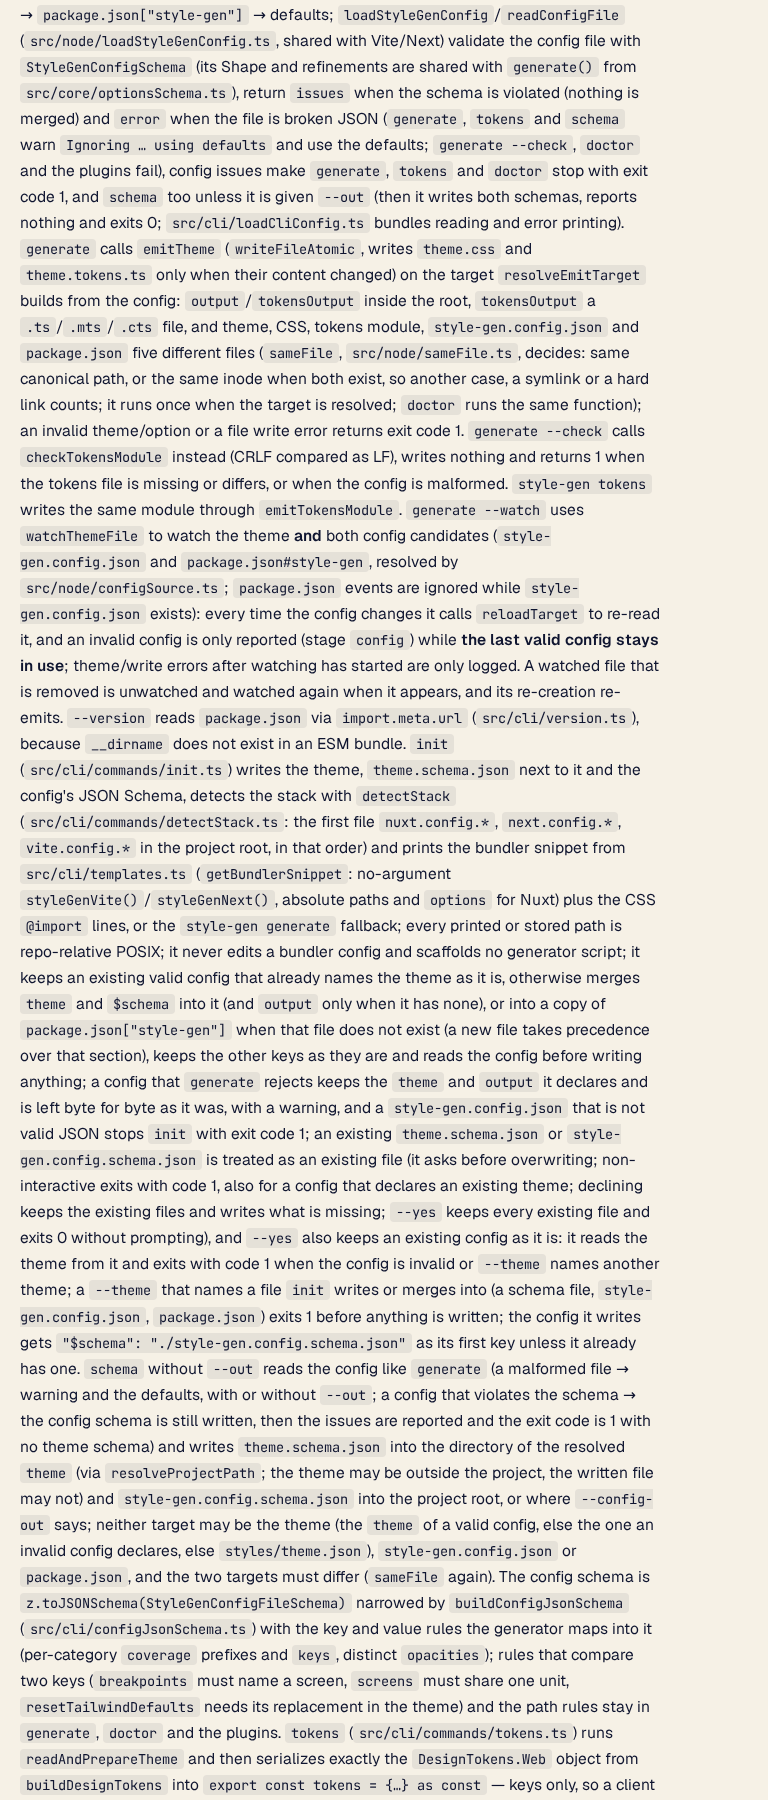 → package.json["style-gen"] → defaults; loadStyleGenConfig / readConfigFile
( src/node/loadStyleGenConfig.ts , shared with Vite/Next) validate the config file with
StyleGenConfigSchema (its Shape and refinements are shared with generate() from
src/core/optionsSchema.ts ), return issues when the schema is violated (nothing is
merged) and error when the file is broken JSON ( generate , tokens and schema
warn Ignoring … using defaults and use the defaults; generate --check , doctor
and the plugins fail), config issues make generate , tokens and doctor stop with exit
code 1, and schema too unless it is given --out (then it writes both schemas, reports
nothing and exits 0; src/cli/loadCliConfig.ts bundles reading and error printing).
generate calls emitTheme ( writeFileAtomic , writes theme.css and
theme.tokens.ts only when their content changed) on the target resolveEmitTarget
builds from the config: output / tokensOutput inside the root, tokensOutput a
.ts / .mts / .cts file, and theme, CSS, tokens module, style-gen.config.json and
package.json five different files ( sameFile , src/node/sameFile.ts , decides: same
canonical path, or the same inode when both exist, so another case, a symlink or a hard
link counts; it runs once when the target is resolved; doctor runs the same function);
an invalid theme/option or a file write error returns exit code 1. generate --check calls
checkTokensModule instead (CRLF compared as LF), writes nothing and returns 1 when
the tokens file is missing or differs, or when the config is malformed. style-gen tokens
writes the same module through emitTokensModule . generate --watch uses
watchThemeFile to watch the theme and both config candidates ( style-
gen.config.json and package.json#style-gen , resolved by
src/node/configSource.ts ; package.json events are ignored while style-
gen.config.json exists): every time the config changes it calls reloadTarget to re-read
it, and an invalid config is only reported (stage config ) while the last valid config stays
in use; theme/write errors after watching has started are only logged. A watched file that
is removed is unwatched and watched again when it appears, and its re-creation re-
emits. --version reads package.json via import.meta.url ( src/cli/version.ts ),
because __dirname does not exist in an ESM bundle. init
( src/cli/commands/init.ts ) writes the theme, theme.schema.json next to it and the
config's JSON Schema, detects the stack with detectStack
( src/cli/commands/detectStack.ts : the first file nuxt.config.* , next.config.* ,
vite.config.* in the project root, in that order) and prints the bundler snippet from
src/cli/templates.ts ( getBundlerSnippet : no-argument
styleGenVite() / styleGenNext() , absolute paths and options for Nuxt) plus the CSS
@import lines, or the style-gen generate fallback; every printed or stored path is
repo-relative POSIX; it never edits a bundler config and scaffolds no generator script; it
keeps an existing valid config that already names the theme as it is, otherwise merges
theme and $schema into it (and output only when it has none), or into a copy of
package.json["style-gen"] when that file does not exist (a new file takes precedence
over that section), keeps the other keys as they are and reads the config before writing
anything; a config that generate rejects keeps the theme and output it declares and
is left byte for byte as it was, with a warning, and a style-gen.config.json that is not
valid JSON stops init with exit code 1; an existing theme.schema.json or style-
gen.config.schema.json is treated as an existing file (it asks before overwriting; non-
interactive exits with code 1, also for a config that declares an existing theme; declining
keeps the existing files and writes what is missing; --yes keeps every existing file and
exits 0 without prompting), and --yes also keeps an existing config as it is: it reads the
theme from it and exits with code 1 when the config is invalid or --theme names another
theme; a --theme that names a file init writes or merges into (a schema file, style-
gen.config.json , package.json ) exits 1 before anything is written; the config it writes
gets "$schema": "./style-gen.config.schema.json" as its first key unless it already
has one. schema without --out reads the config like generate (a malformed file →
warning and the defaults, with or without --out ; a config that violates the schema →
the config schema is still written, then the issues are reported and the exit code is 1 with
no theme schema) and writes theme.schema.json into the directory of the resolved
theme (via resolveProjectPath ; the theme may be outside the project, the written file
may not) and style-gen.config.schema.json into the project root, or where --config-
out says; neither target may be the theme (the theme of a valid config, else the one an
invalid config declares, else styles/theme.json ), style-gen.config.json or
package.json , and the two targets must differ ( sameFile again). The config schema is
z.toJSONSchema(StyleGenConfigFileSchema) narrowed by buildConfigJsonSchema
( src/cli/configJsonSchema.ts ) with the key and value rules the generator maps into it
(per-category coverage prefixes and keys , distinct opacities ); rules that compare
two keys ( breakpoints must name a screen, screens must share one unit,
resetTailwindDefaults needs its replacement in the theme) and the path rules stay in
generate , doctor and the plugins. tokens ( src/cli/commands/tokens.ts ) runs
readAndPrepareTheme and then serializes exactly the DesignTokens.Web object from
buildDesignTokens into export const tokens = {…} as const — keys only, so a client